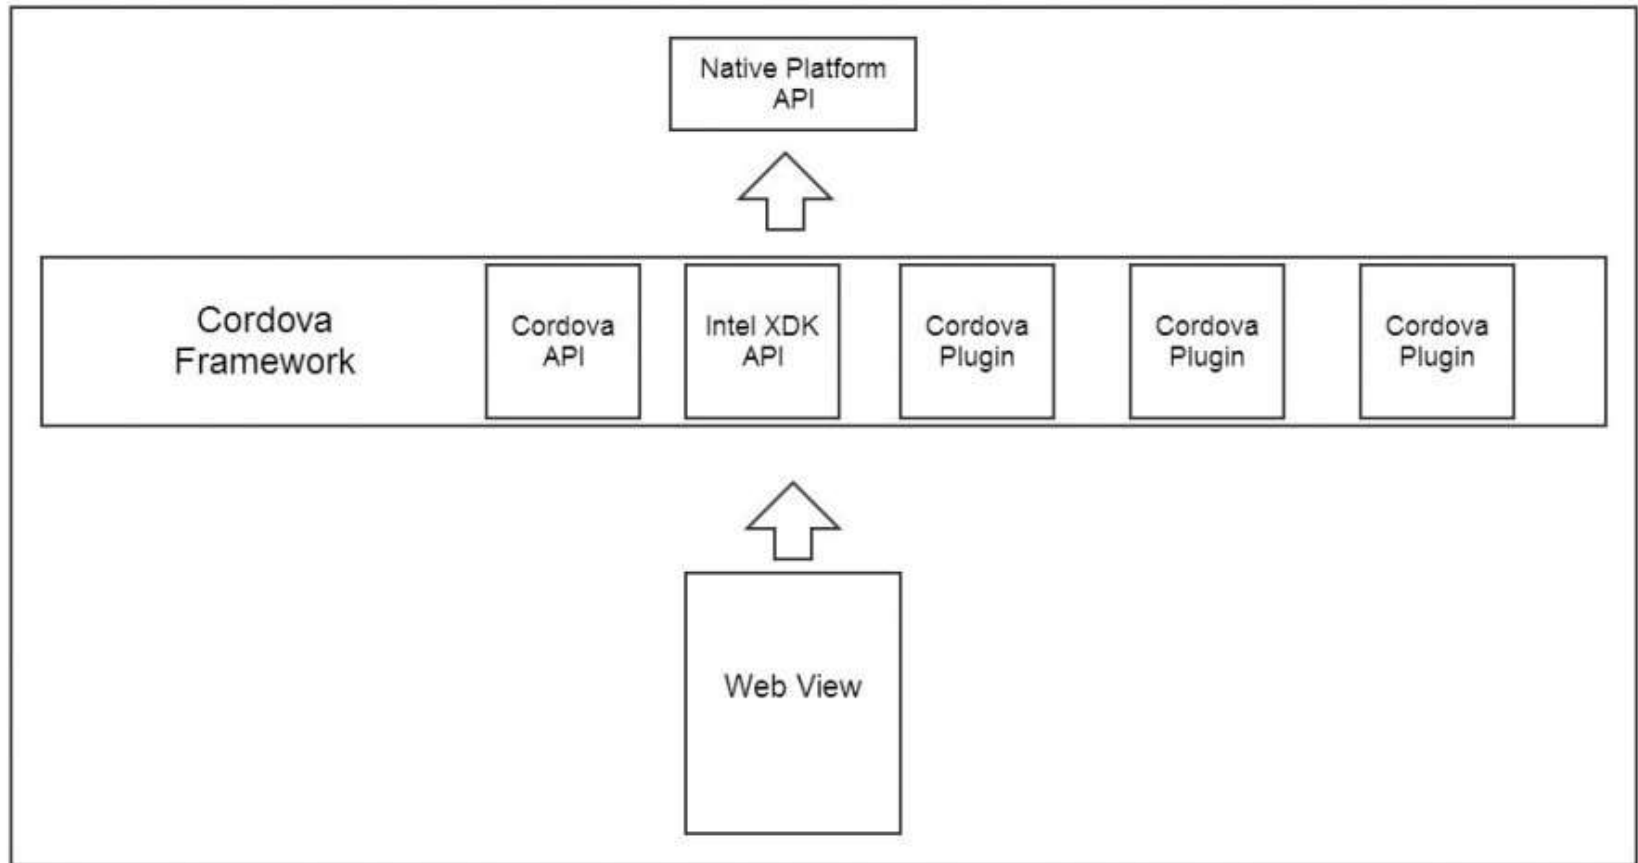 Native Platform
API
Cordova
Framework
Cordova
API
Intel XDK
API
Cordova
Plugin
Cordova
Plugin
Cordova
Plugin
Web View